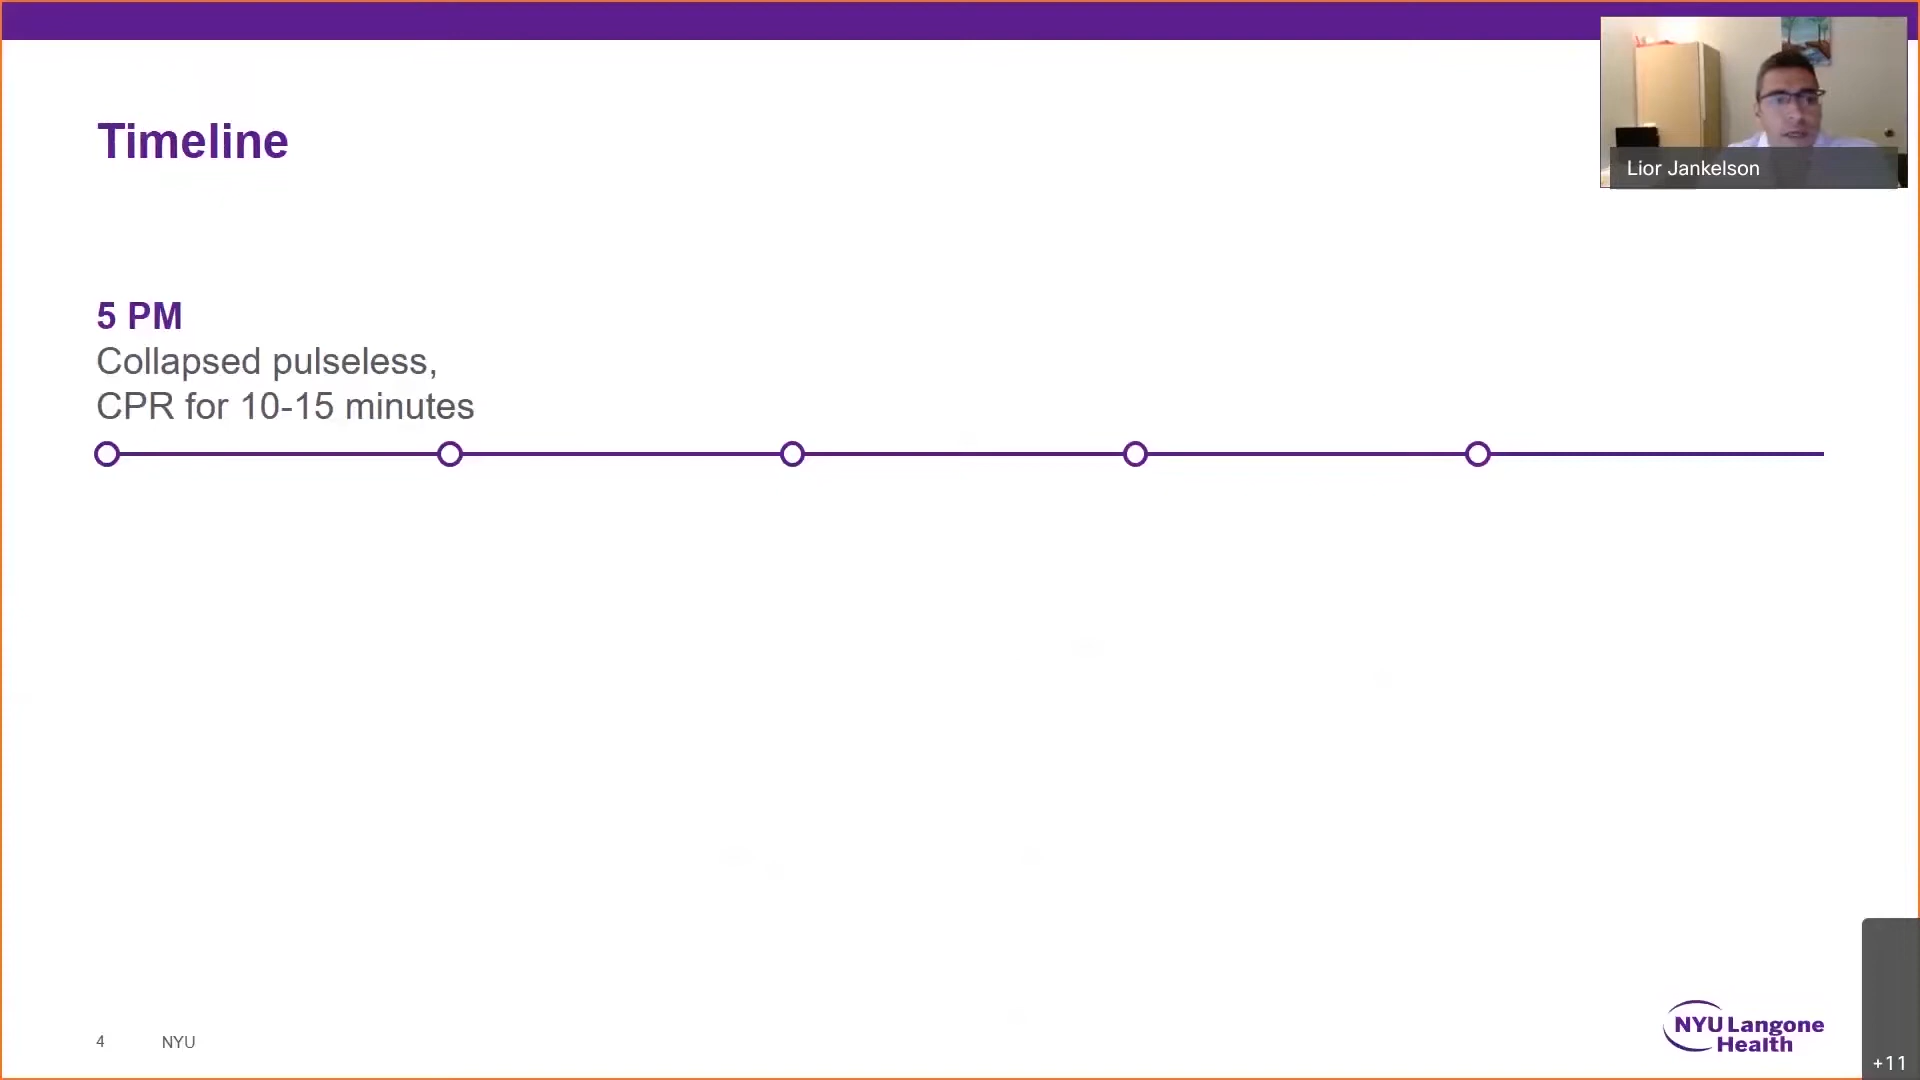 Timeline
Lior Jankelson
5 PM
Collapsed pulseless,
CPR for 10-15 minutes
4 NYU
NYU Langone
Health
+11